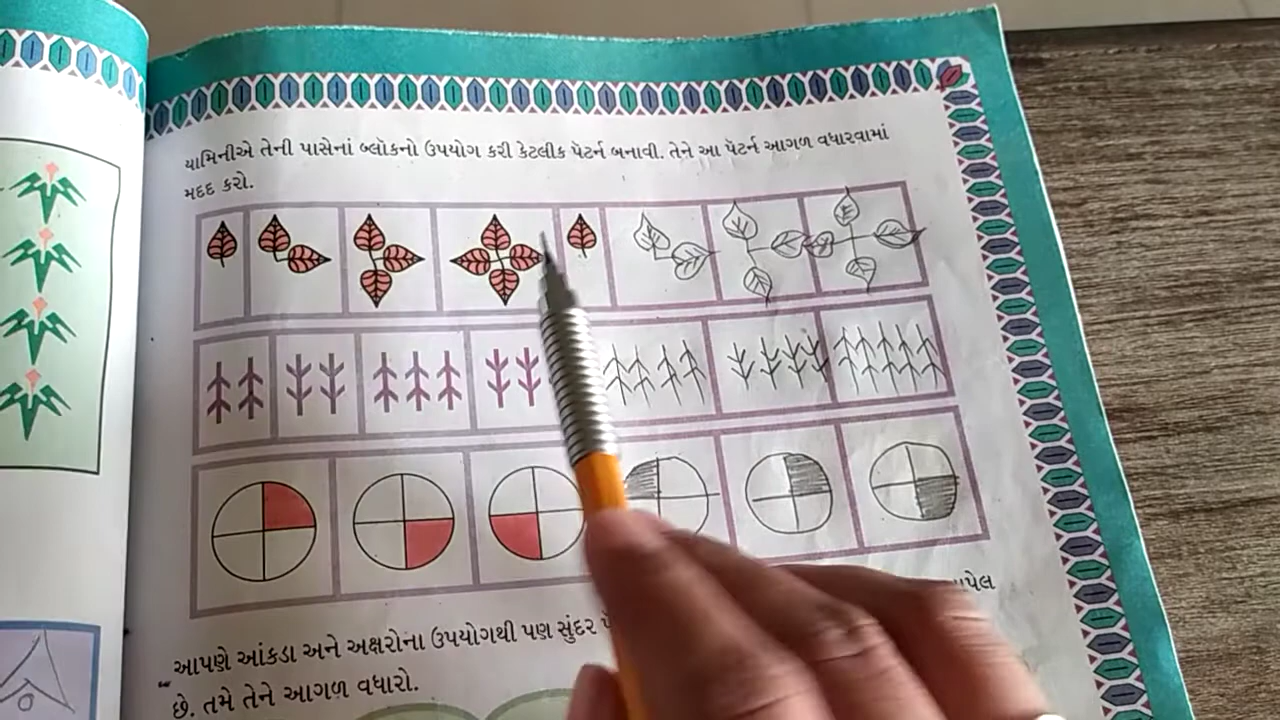 યામિનીએ તેની પાસેનાં બ્લૉકનો ઉપયોગ કરી કેટલીક પૅટર્ન બનાવી. તેને આ પૅટર્ન આગળ વધારવામાં
મદદ કરો.
આપણે આંકડા અને અક્ષરોના ઉપયોગથી પણ સુંદર
છે. તમે તેને આગળ વધારો.